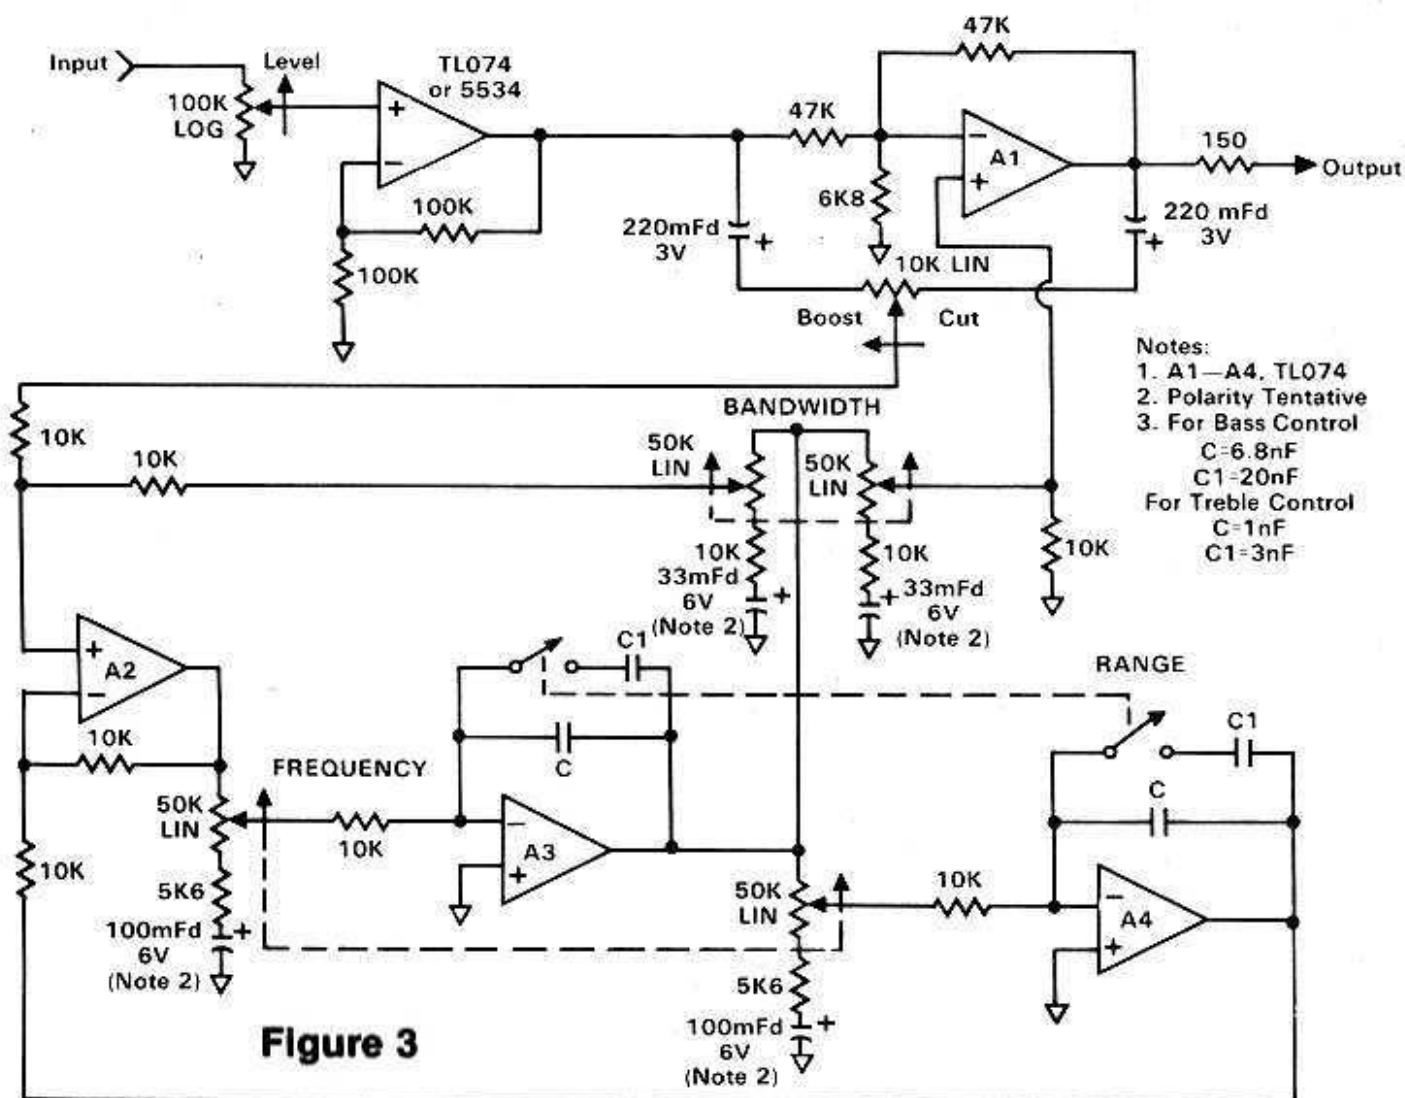 47K
Input
Level
TL074
or 5534
100K
LOG
+
−
47K
−
A1
+
150
Output
6K8
100K
220mFd
3V
+
220 mFd
3V
+
100K
10K LIN
Boost
Cut
Notes:
1. A1—A4, TL074
2. Polarity Tentative
3. For Bass Control
C=6.8nF
C1=20nF
For Treble Control
C=1nF
C1=3nF
BANDWIDTH
10K
10K
50K
LIN
50K
LIN
10K
10K
10K
33mFd
6V
(Note 2)
+
33mFd
6V
(Note 2)
+
C1
RANGE
+
A2
−
C1
10K
C
C
FREQUENCY
50K
LIN
10K
−
A3
+
10K
5K6
100mFd
6V
(Note 2)
+
50K
LIN
10K
−
A4
+
5K6
100mFd
6V
(Note 2)
+
Figure 3